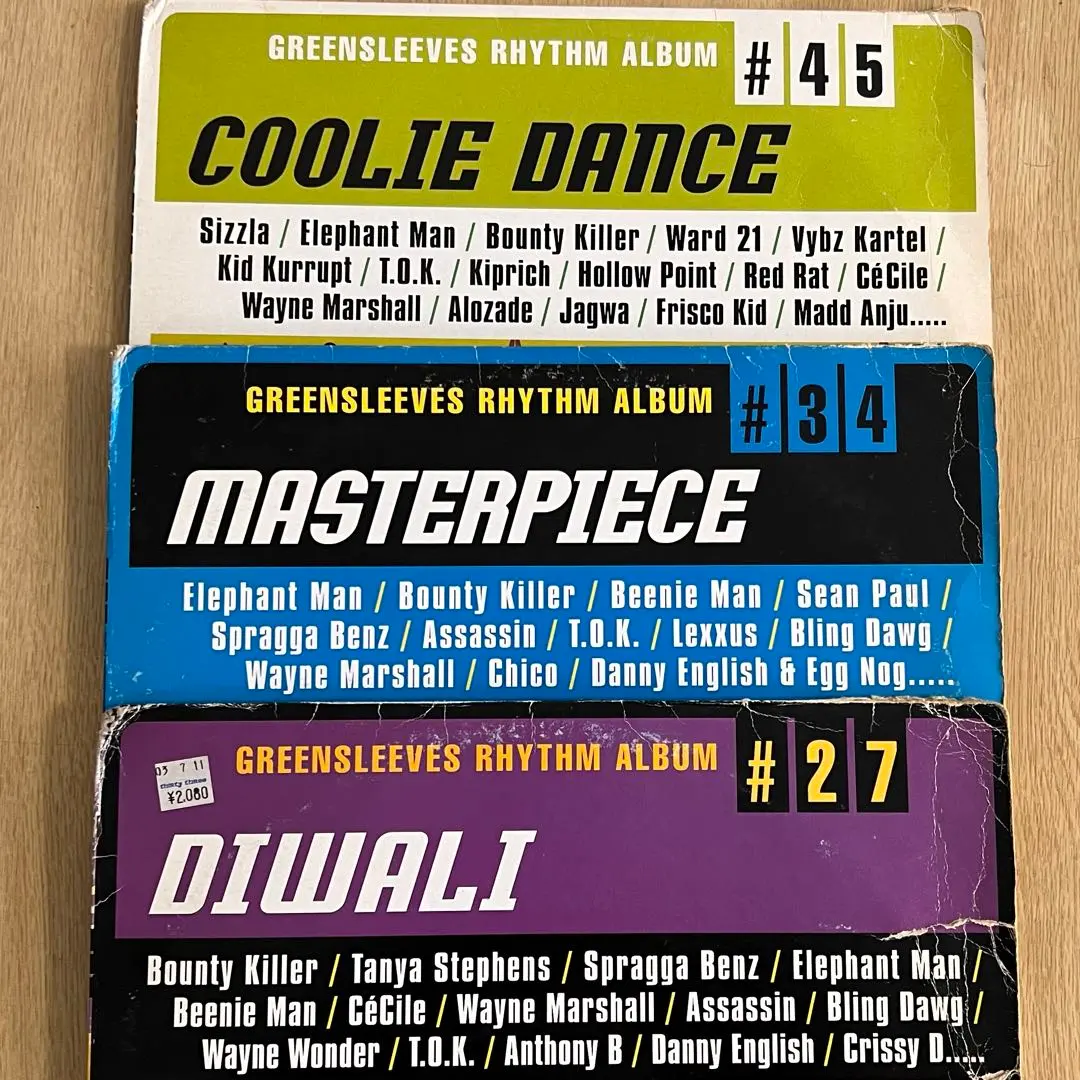 GREENSLEEVES RHYTHM ALBUM #45
COOLIE DANCE
Sizzla / Elephant Man / Bounty Killer / Ward 21 / Vybz Kartel /
Kid Kurrupt / T.O.K. / Kiprich / Hollow Point / Red Rat / CéCile /
Wayne Marshall / Alozade / Jagwa / Frisco Kid / Madd Anju.....
GREENSLEEVES RHYTHM ALBUM #34
MASTERPIECE
Elephant Man / Bounty Killer / Beenie Man / Sean Paul /
Spragga Benz / Assassin / T.O.K. / Lexxus / Bling Dawg /
Wayne Marshall / Chico / Danny English & Egg Nog.....
GREENSLEEVES RHYTHM ALBUM #27
03 7 11
¥2,080
DIWALI
Bounty Killer / Tanya Stephens / Spragga Benz / Elephant Man /
Beenie Man / CéCile / Wayne Marshall / Assassin / Bling Dawg /
Wayne Wonder / T.O.K. / Anthony B / Danny English / Crissy D.....